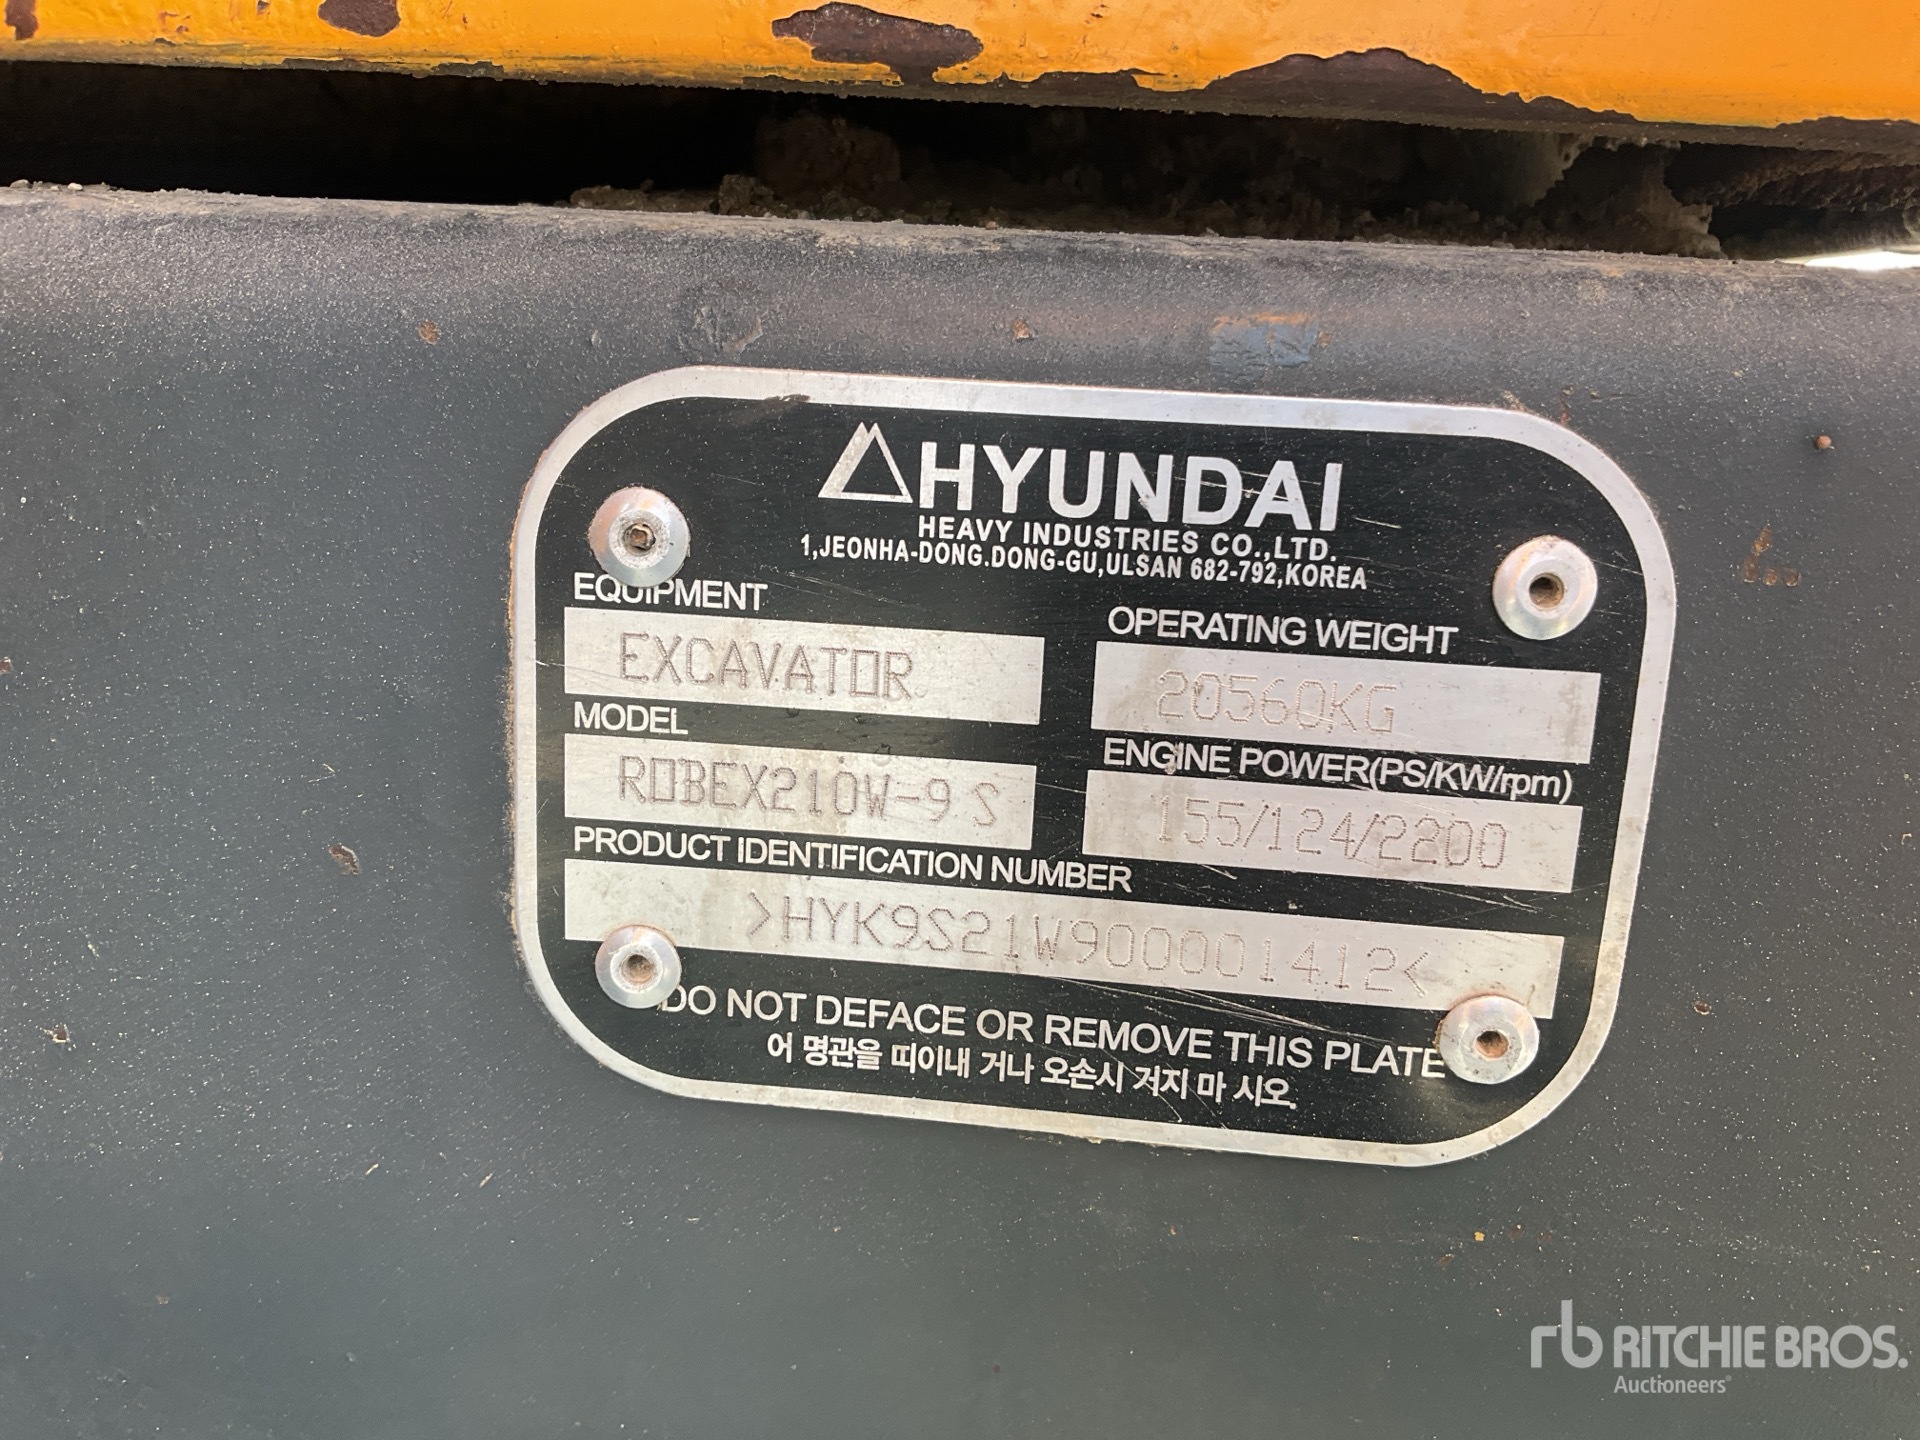 HYUNDAI
HEAVY INDUSTRIES CO.,LTD.
1,JEONHA-DONG.DONG-GU,ULSAN 682-792,KOREA
EQUIPMENT
EXCAVATOR
OPERATING WEIGHT
20560KG
MODEL
ROBEX210W-9 S
ENGINE POWER(PS/KW/rpm)
155/124/2200
PRODUCT IDENTIFICATION NUMBER
>HYK9S21W900001412<
DO NOT DEFACE OR REMOVE THIS PLATE
어 명관을 띠이내 거나 오손시 거지 마 시오.
rb RITCHIE BROS.
Auctioneers